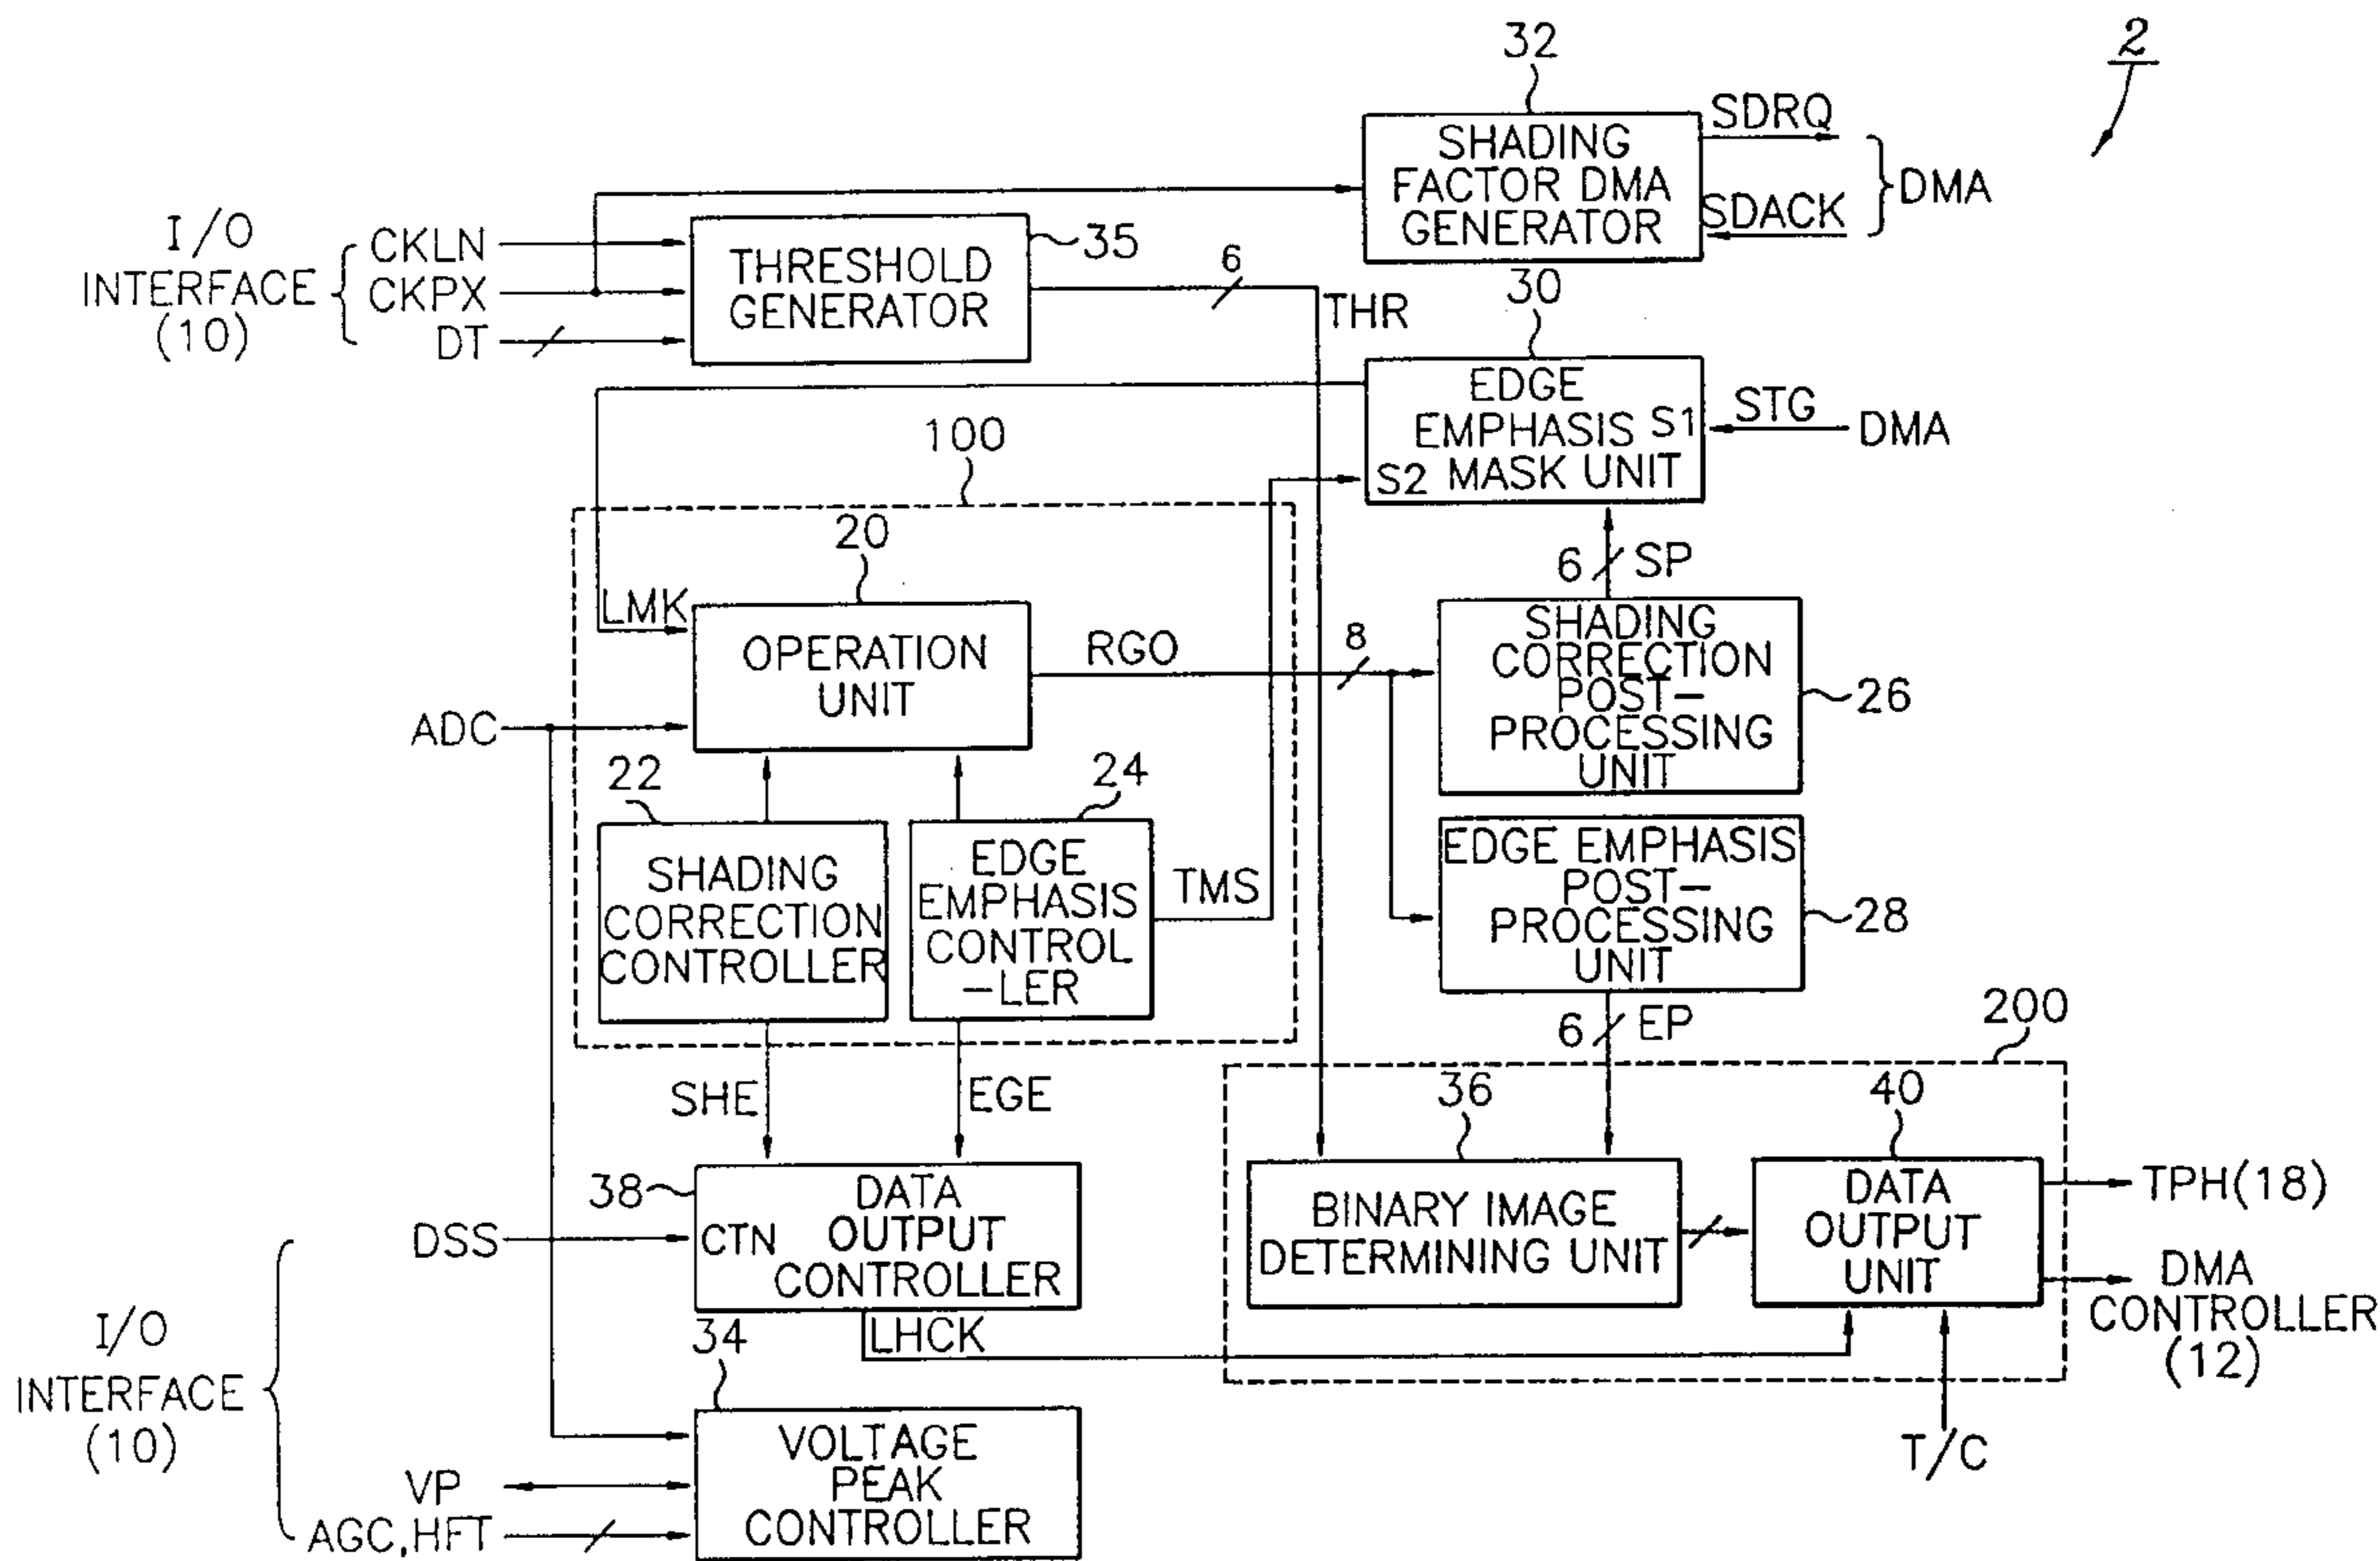 2
32
SHADING
FACTOR DMA
GENERATOR
SDRQ
SDACK
DMA
I/O
INTERFACE
(10)
CKLN
CKPX
DT
THRESHOLD
GENERATOR
35
6
THR
30
EDGE
EMPHASIS
MASK UNIT
S1
S2
STG
DMA
100
20
LMK
OPERATION
UNIT
RGO
8
6
SP
SHADING
CORRECTION
POST-
PROCESSING
UNIT
26
ADC
22
SHADING
CORRECTION
CONTROLLER
24
EDGE
EMPHASIS
CONTROL
-LER
TMS
EDGE EMPHASIS
POST-
PROCESSING
UNIT
28
6
EP
200
SHE
EGE
38
CTN
DATA
OUTPUT
CONTROLLER
DSS
36
BINARY IMAGE
DETERMINING UNIT
40
DATA
OUTPUT
UNIT
TPH(18)
DMA
CONTROLLER
(12)
LHCK
T/C
I/O
INTERFACE
(10)
34
VOLTAGE
PEAK
CONTROLLER
VP
AGC,HFT